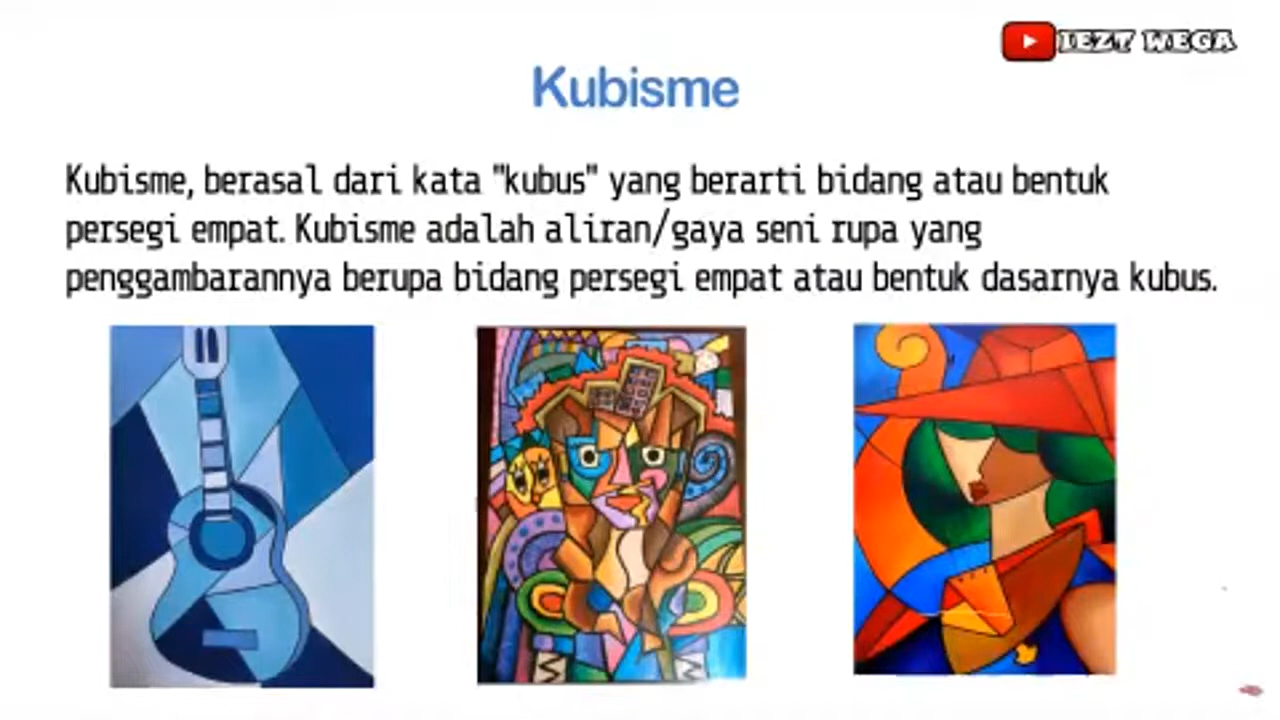 IEZT WEGA
Kubisme
Kubisme, berasal dari kata "kubus" yang berarti bidang atau bentuk
persegi empat. Kubisme adalah aliran/gaya seni rupa yang
penggambarannya berupa bidang persegi empat atau bentuk dasarnya kubus.